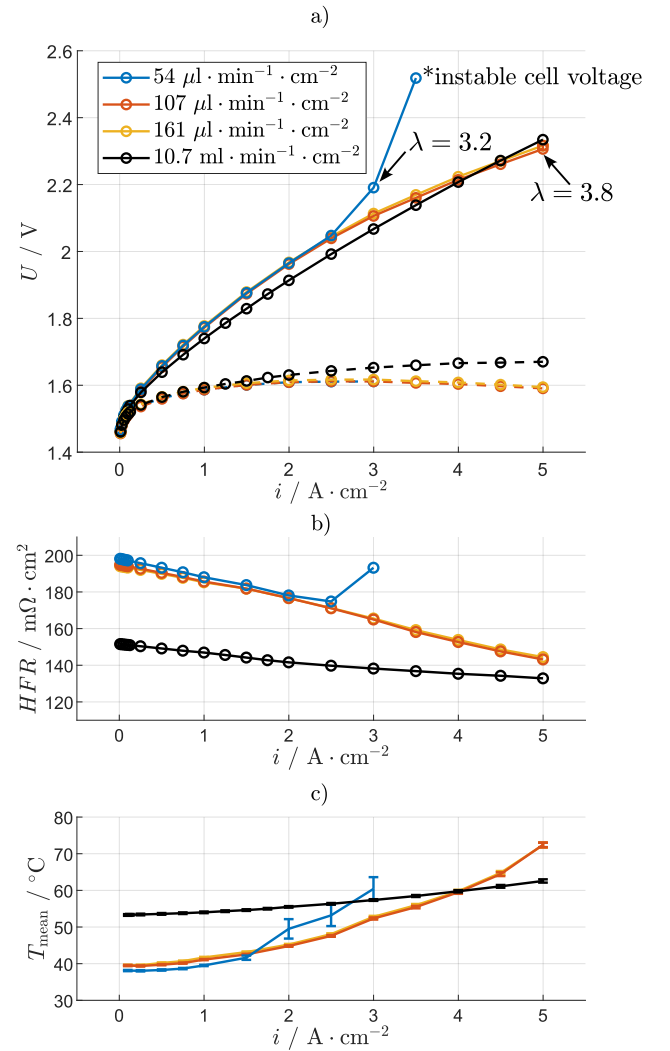 a)
2.6
2.4
2.2
2
1.8
1.6
1.4
U / V
54 μl · min⁻¹ · cm⁻²
107 μl · min⁻¹ · cm⁻²
161 μl · min⁻¹ · cm⁻²
10.7 ml · min⁻¹ · cm⁻²
*instable cell voltage
λ = 3.2
λ = 3.8
0 1 2 3 4 5
i / A · cm⁻²
b)
200
180
160
140
120
HFR / mΩ · cm²
0 1 2 3 4 5
i / A · cm⁻²
c)
80
70
60
50
40
30
T_mean / °C
0 1 2 3 4 5
i / A · cm⁻²